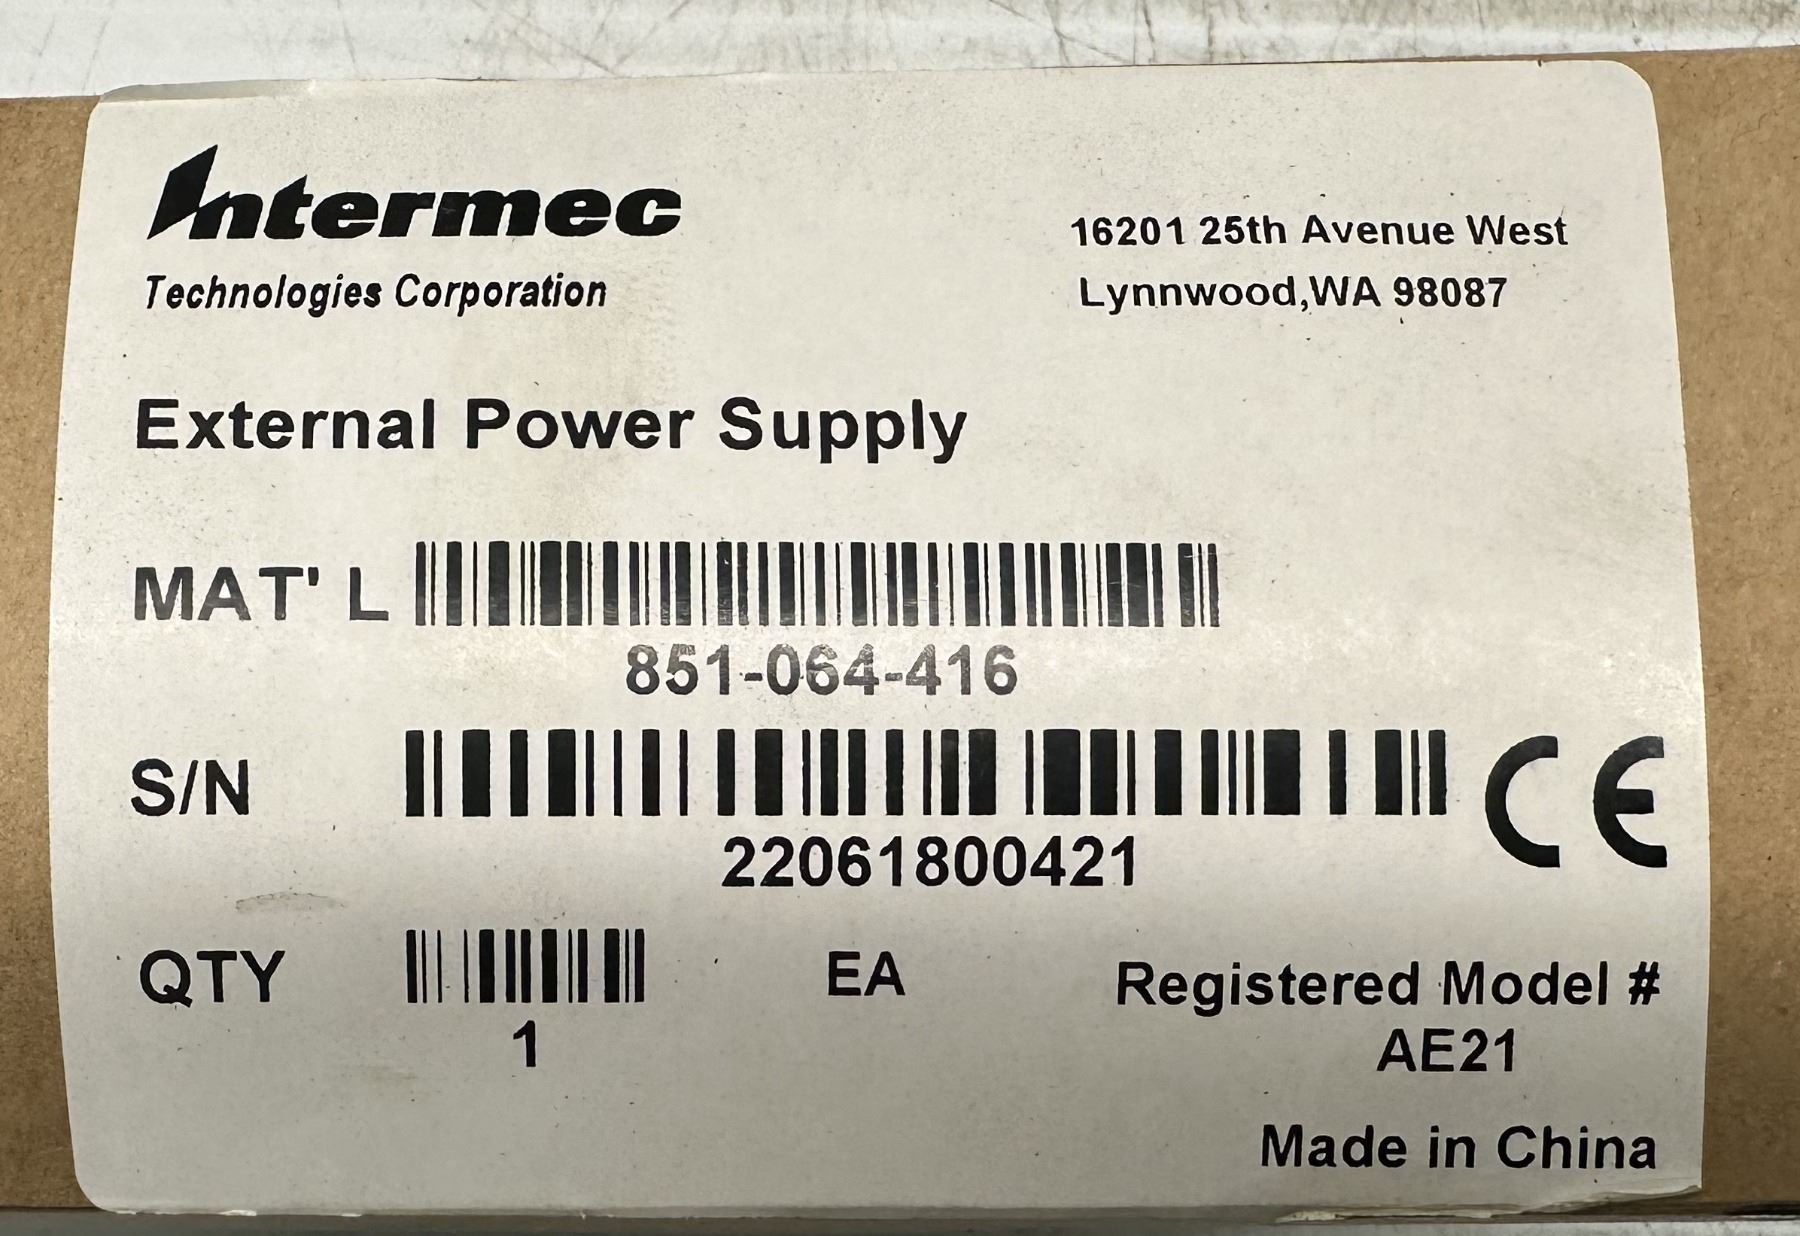 Intermec
Technologies Corporation
16201 25th Avenue West
Lynnwood,WA 98087
External Power Supply
MAT' L
851-064-416
S/N
22061800421
CE
QTY
1
EA
Registered Model #
AE21
Made in China